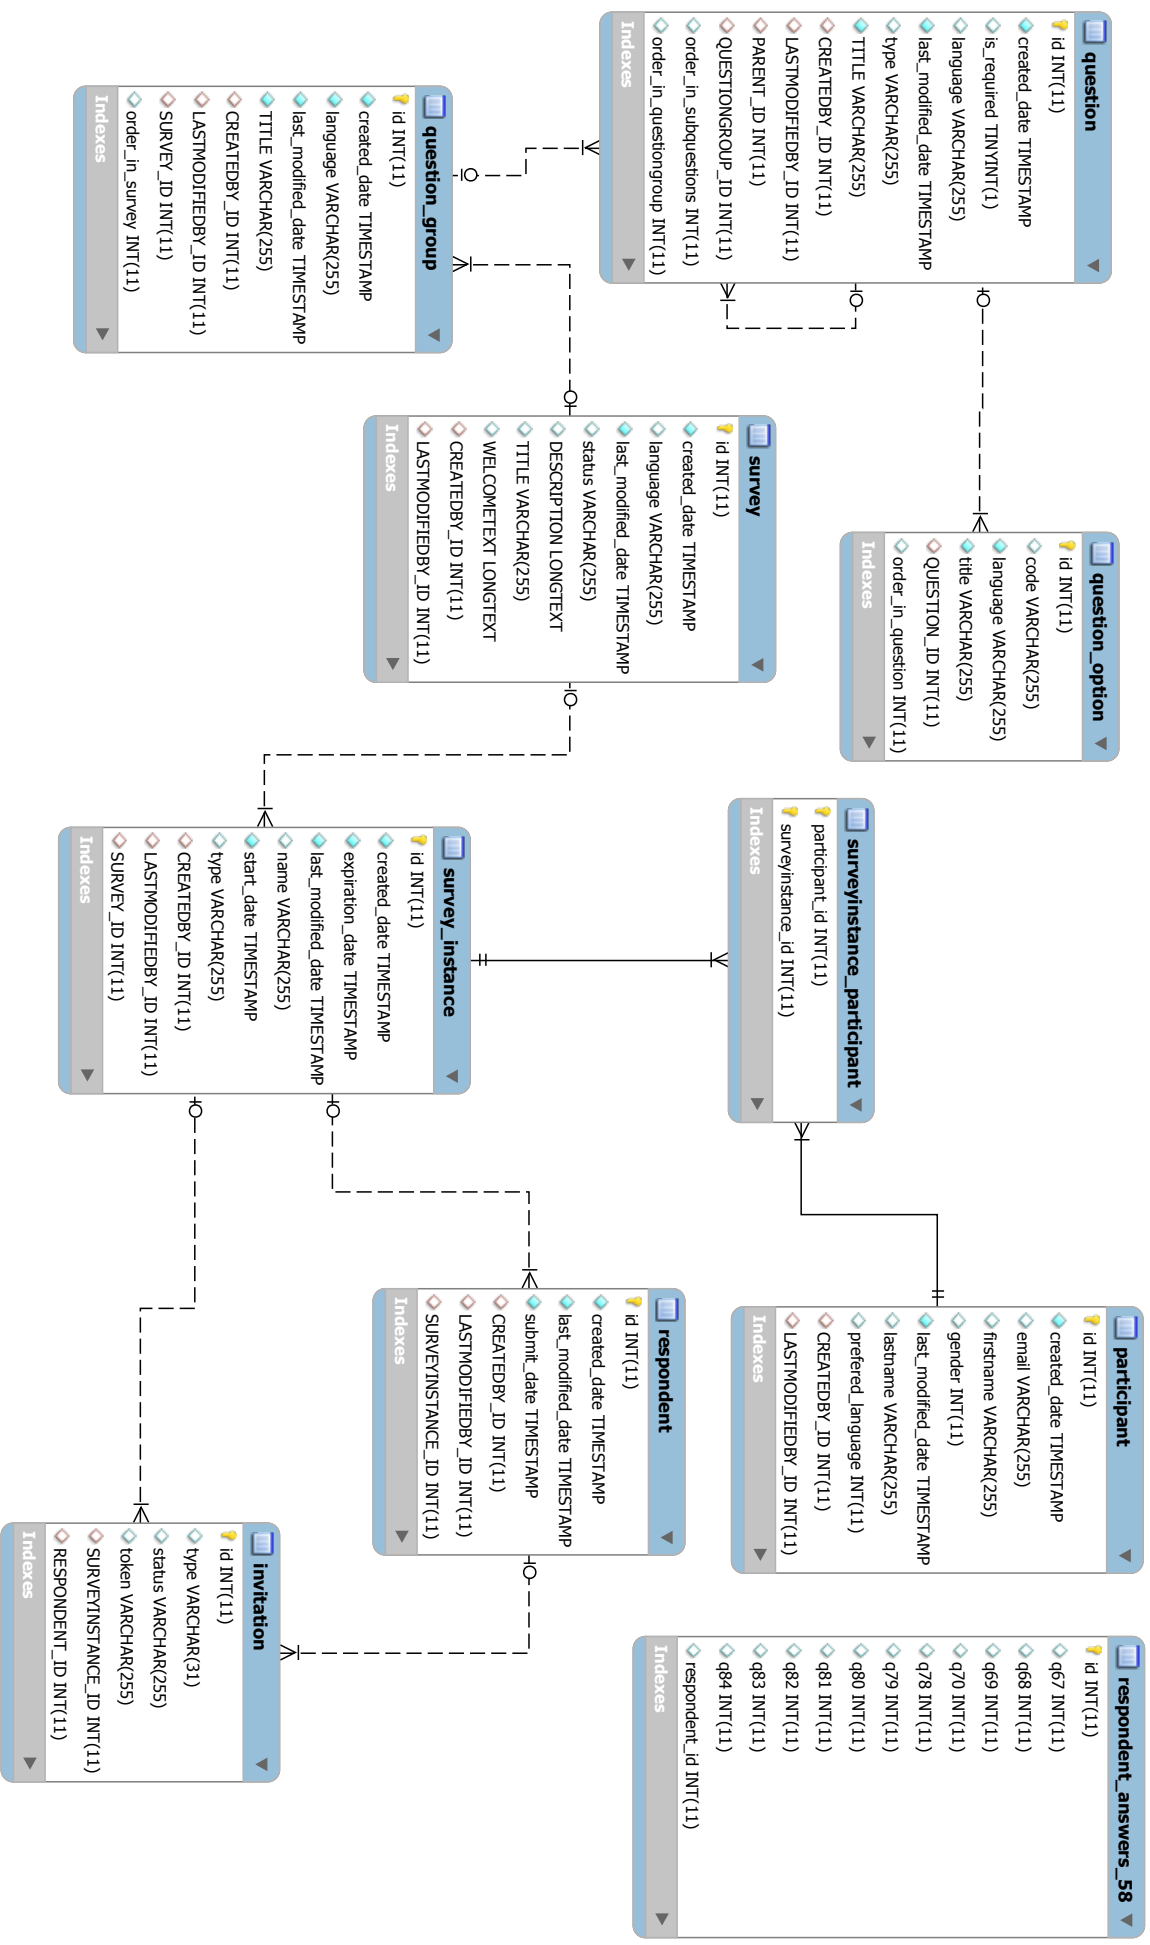 question
id INT(11)
created_date TIMESTAMP
is_required TINYINT(1)
language VARCHAR(255)
last_modified_date TIMESTAMP
type VARCHAR(255)
TITLE VARCHAR(255)
CREATEDBY_ID INT(11)
LASTMODIFIEDBY_ID INT(11)
PARENT_ID INT(11)
QUESTIONGROUP_ID INT(11)
order_in_subquestions INT(11)
order_in_questiongroup INT(11)
Indexes
question_group
id INT(11)
created_date TIMESTAMP
language VARCHAR(255)
last_modified_date TIMESTAMP
TITLE VARCHAR(255)
CREATEDBY_ID INT(11)
LASTMODIFIEDBY_ID INT(11)
SURVEY_ID INT(11)
order_in_survey INT(11)
Indexes
question_option
id INT(11)
code VARCHAR(255)
language VARCHAR(255)
title VARCHAR(255)
QUESTION_ID INT(11)
order_in_question INT(11)
Indexes
survey
id INT(11)
created_date TIMESTAMP
language VARCHAR(255)
last_modified_date TIMESTAMP
status VARCHAR(255)
DESCRIPTION LONGTEXT
TITLE VARCHAR(255)
WELCOMETEXT LONGTEXT
CREATEDBY_ID INT(11)
LASTMODIFIEDBY_ID INT(11)
Indexes
surveyinstance_participant
participant_id INT(11)
surveyinstance_id INT(11)
Indexes
survey_instance
id INT(11)
created_date TIMESTAMP
expiration_date TIMESTAMP
last_modified_date TIMESTAMP
name VARCHAR(255)
start_date TIMESTAMP
type VARCHAR(255)
CREATEDBY_ID INT(11)
LASTMODIFIEDBY_ID INT(11)
SURVEY_ID INT(11)
Indexes
participant
id INT(11)
created_date TIMESTAMP
email VARCHAR(255)
firstname VARCHAR(255)
gender INT(11)
last_modified_date TIMESTAMP
lastname VARCHAR(255)
prefered_language INT(11)
CREATEDBY_ID INT(11)
LASTMODIFIEDBY_ID INT(11)
Indexes
respondent
id INT(11)
created_date TIMESTAMP
last_modified_date TIMESTAMP
submit_date TIMESTAMP
CREATEDBY_ID INT(11)
LASTMODIFIEDBY_ID INT(11)
SURVEYINSTANCE_ID INT(11)
Indexes
invitation
id INT(11)
type VARCHAR(31)
status VARCHAR(255)
token VARCHAR(255)
SURVEYINSTANCE_ID INT(11)
RESPONDENT_ID INT(11)
Indexes
respondent_answers_58
id INT(11)
q67 INT(11)
q68 INT(11)
q69 INT(11)
q70 INT(11)
q78 INT(11)
q79 INT(11)
q80 INT(11)
q81 INT(11)
q82 INT(11)
q83 INT(11)
q84 INT(11)
respondent_id INT(11)
Indexes